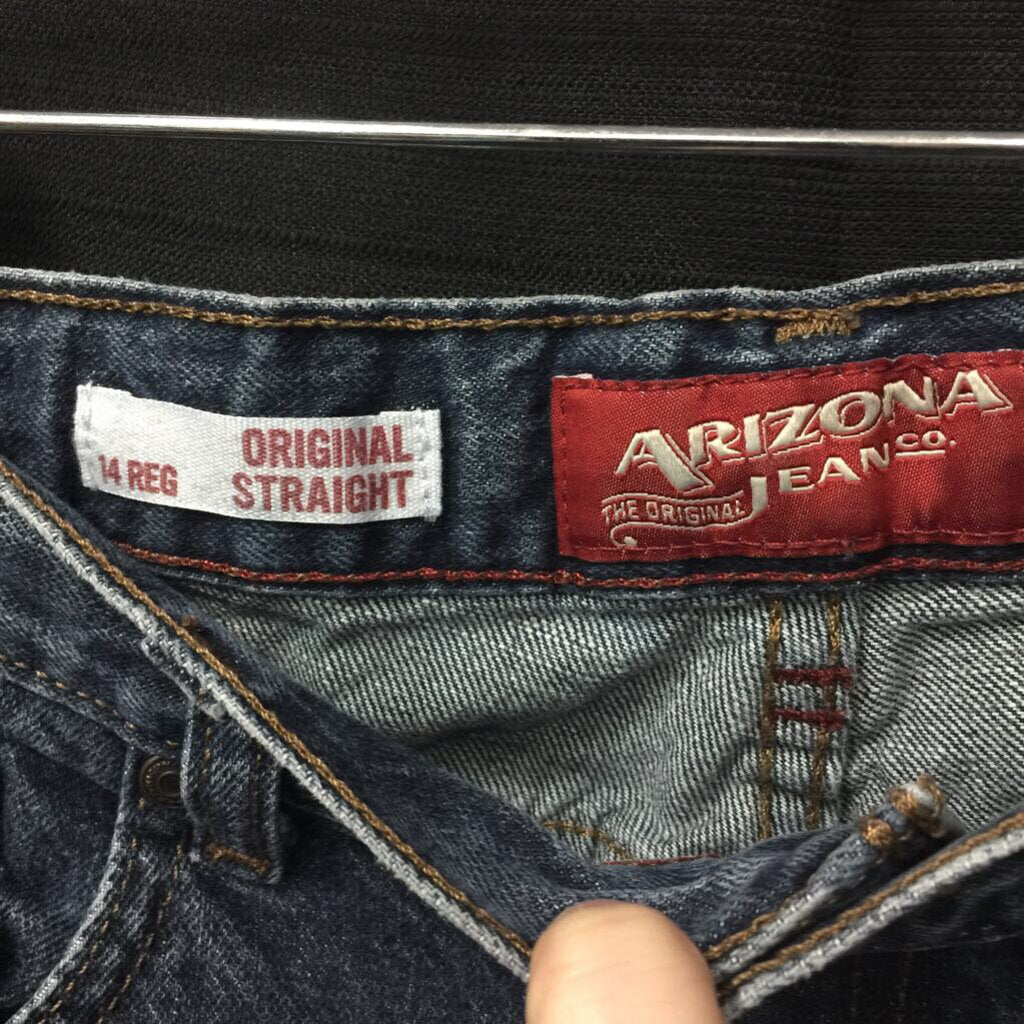 ORIGINAL
14 REG STRAIGHT
ARIZONA
JEAN CO.
THE ORIGINAL